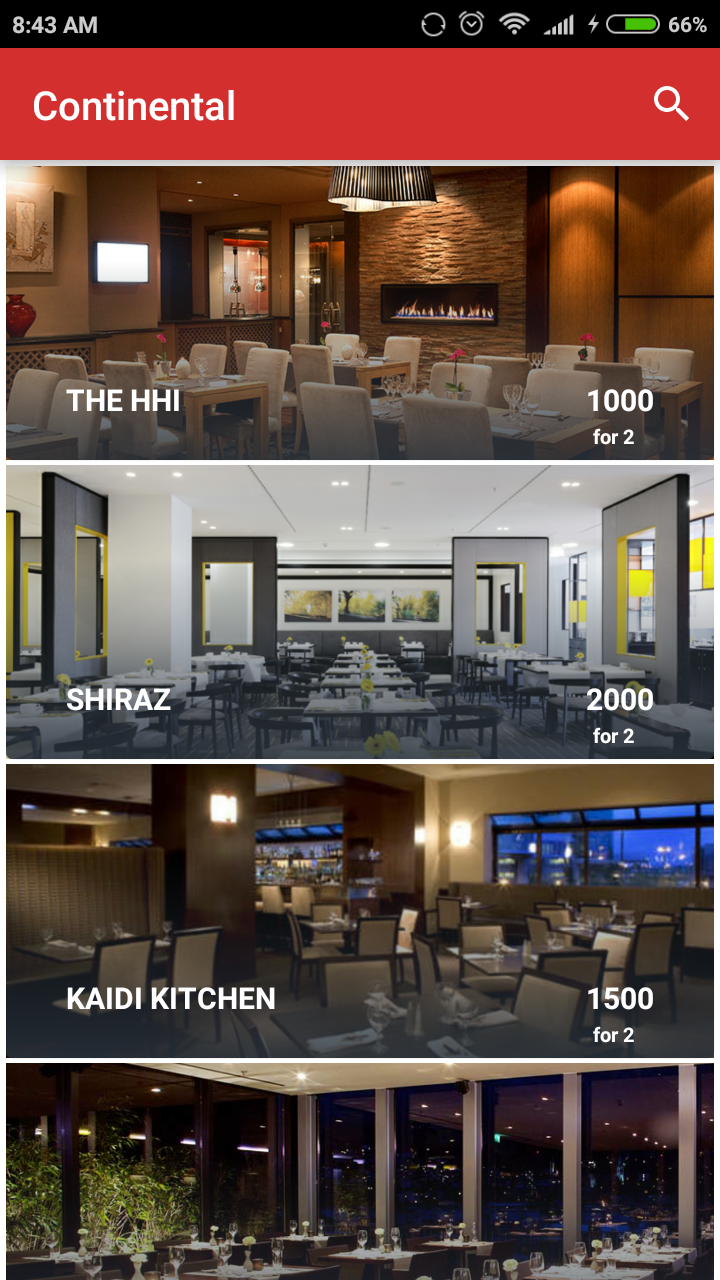 8:43 AM 66%
Continental
THE HHI 1000
for 2
SHIRAZ 2000
for 2
KAIDI KITCHEN 1500
for 2